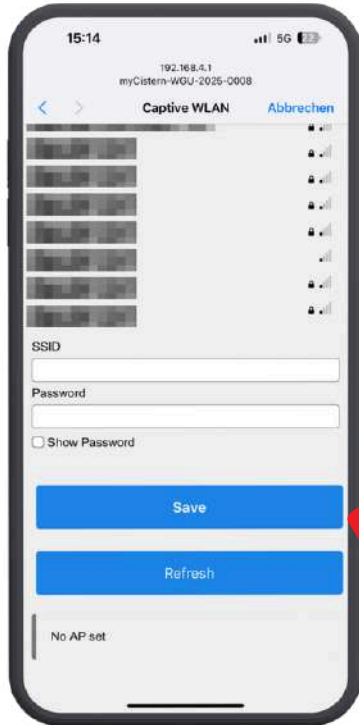 15:14 5G 22
192.168.4.1
myCistern-WGU-2025-0008
Captive WLAN Abbrechen
SSID
Password
Show Password
Save
Refresh
No AP set